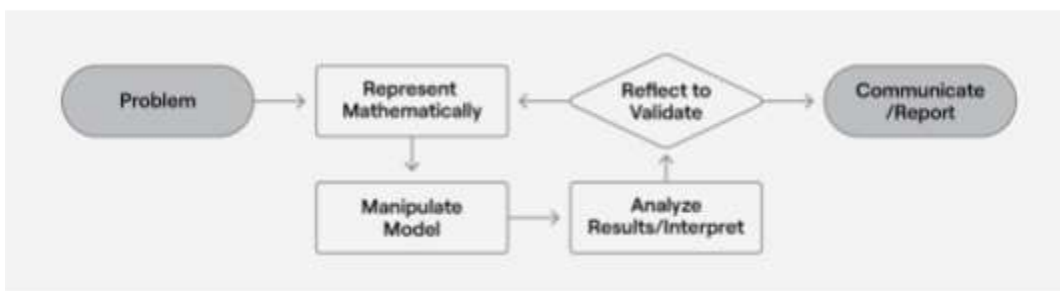 Problem
Represent
Mathematically
Reflect to
Validate
Communicate
/Report
Manipulate
Model
Analyze
Results/Interpret